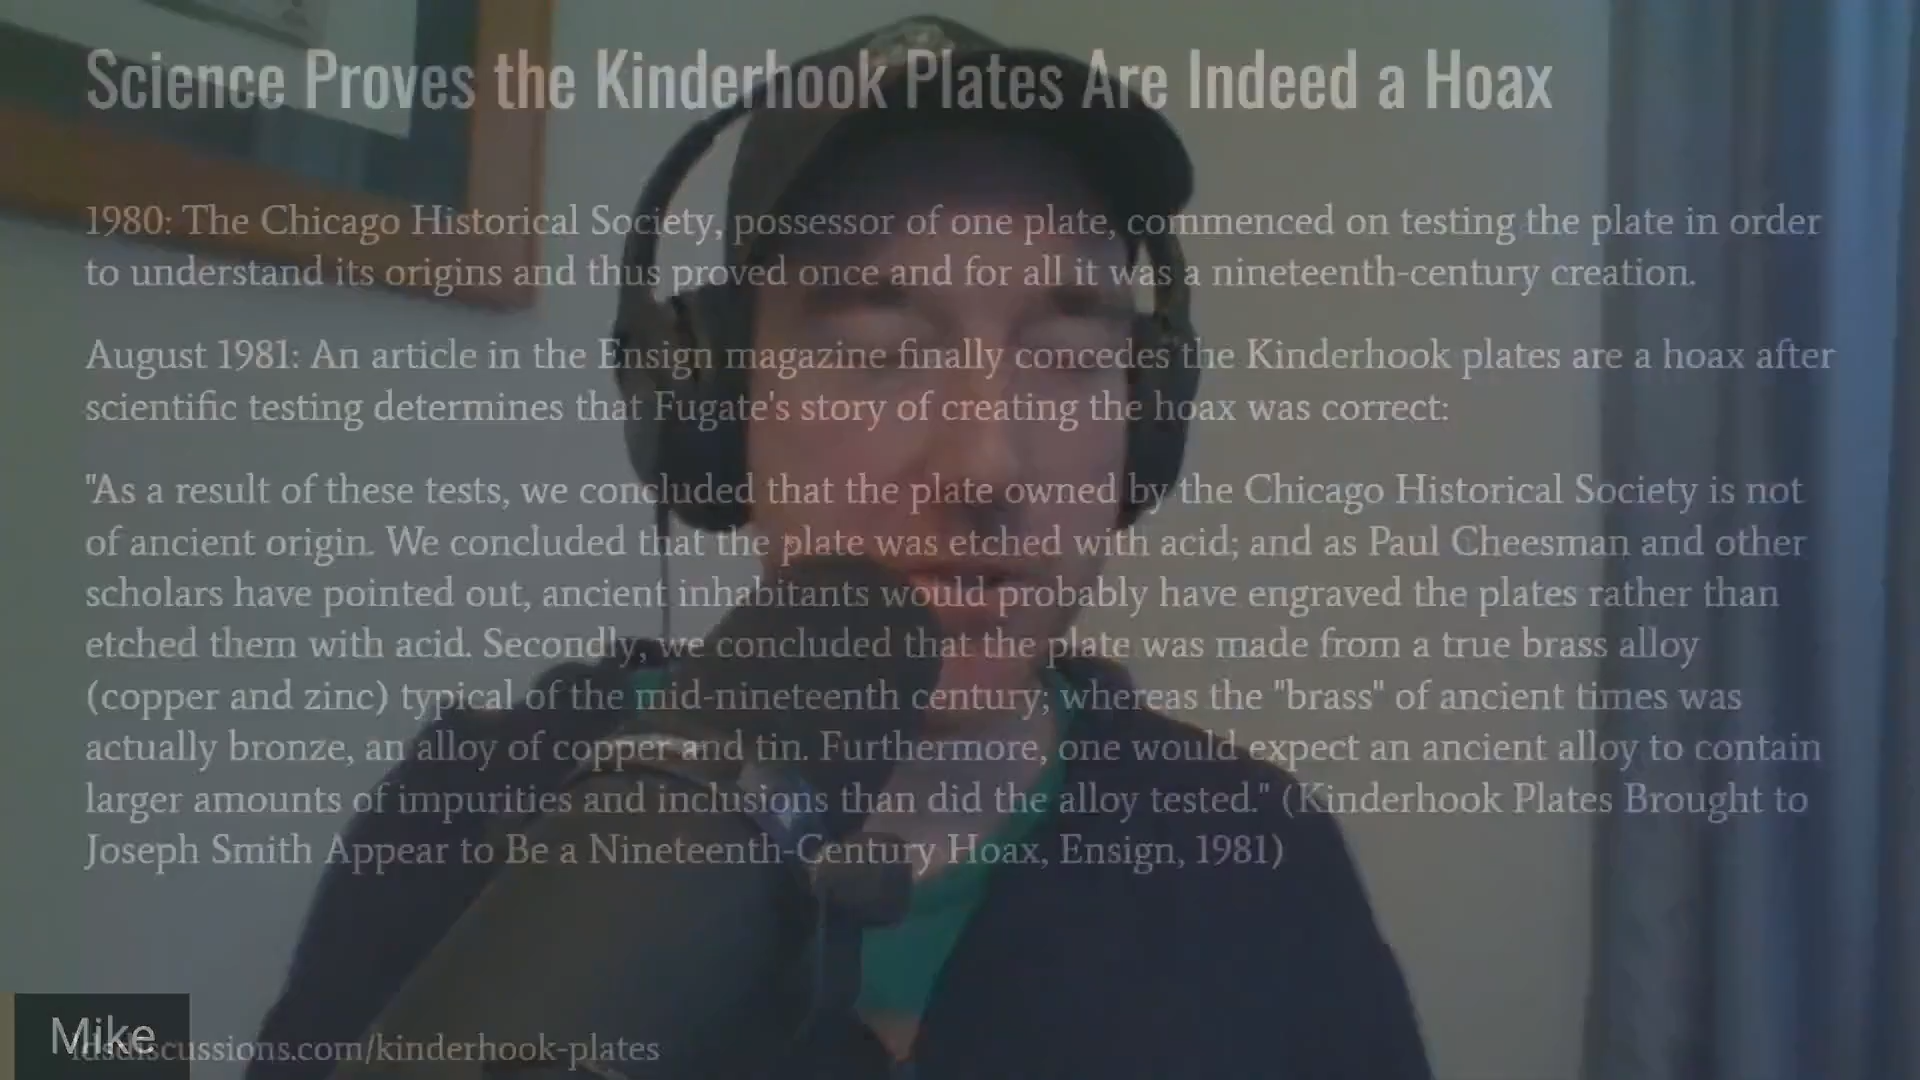 Science Proves the Kinderhook Plates Are Indeed a Hoax
1980: The Chicago Historical Society, possessor of one plate, commenced on testing the plate in order
to understand its origins and thus proved once and for all it was a nineteenth-century creation.
August 1981: An article in the Ensign magazine finally concedes the Kinderhook plates are a hoax after
scientific testing determines that Fugate's story of creating the hoax was correct:
"As a result of these tests, we concluded that the plate owned by the Chicago Historical Society is not
of ancient origin. We concluded that the plate was etched with acid; and as Paul Cheesman and other
scholars have pointed out, ancient inhabitants would probably have engraved the plates rather than
etched them with acid. Secondly, we concluded that the plate was made from a true brass alloy
(copper and zinc) typical of the mid-nineteenth century; whereas the "brass" of ancient times was
actually bronze, an alloy of copper and tin. Furthermore, one would expect an ancient alloy to contain
larger amounts of impurities and inclusions than did the alloy tested." (Kinderhook Plates Brought to
Joseph Smith Appear to Be a Nineteenth-Century Hoax, Ensign, 1981)
Mike
ldsdiscussions.com/kinderhook-plates